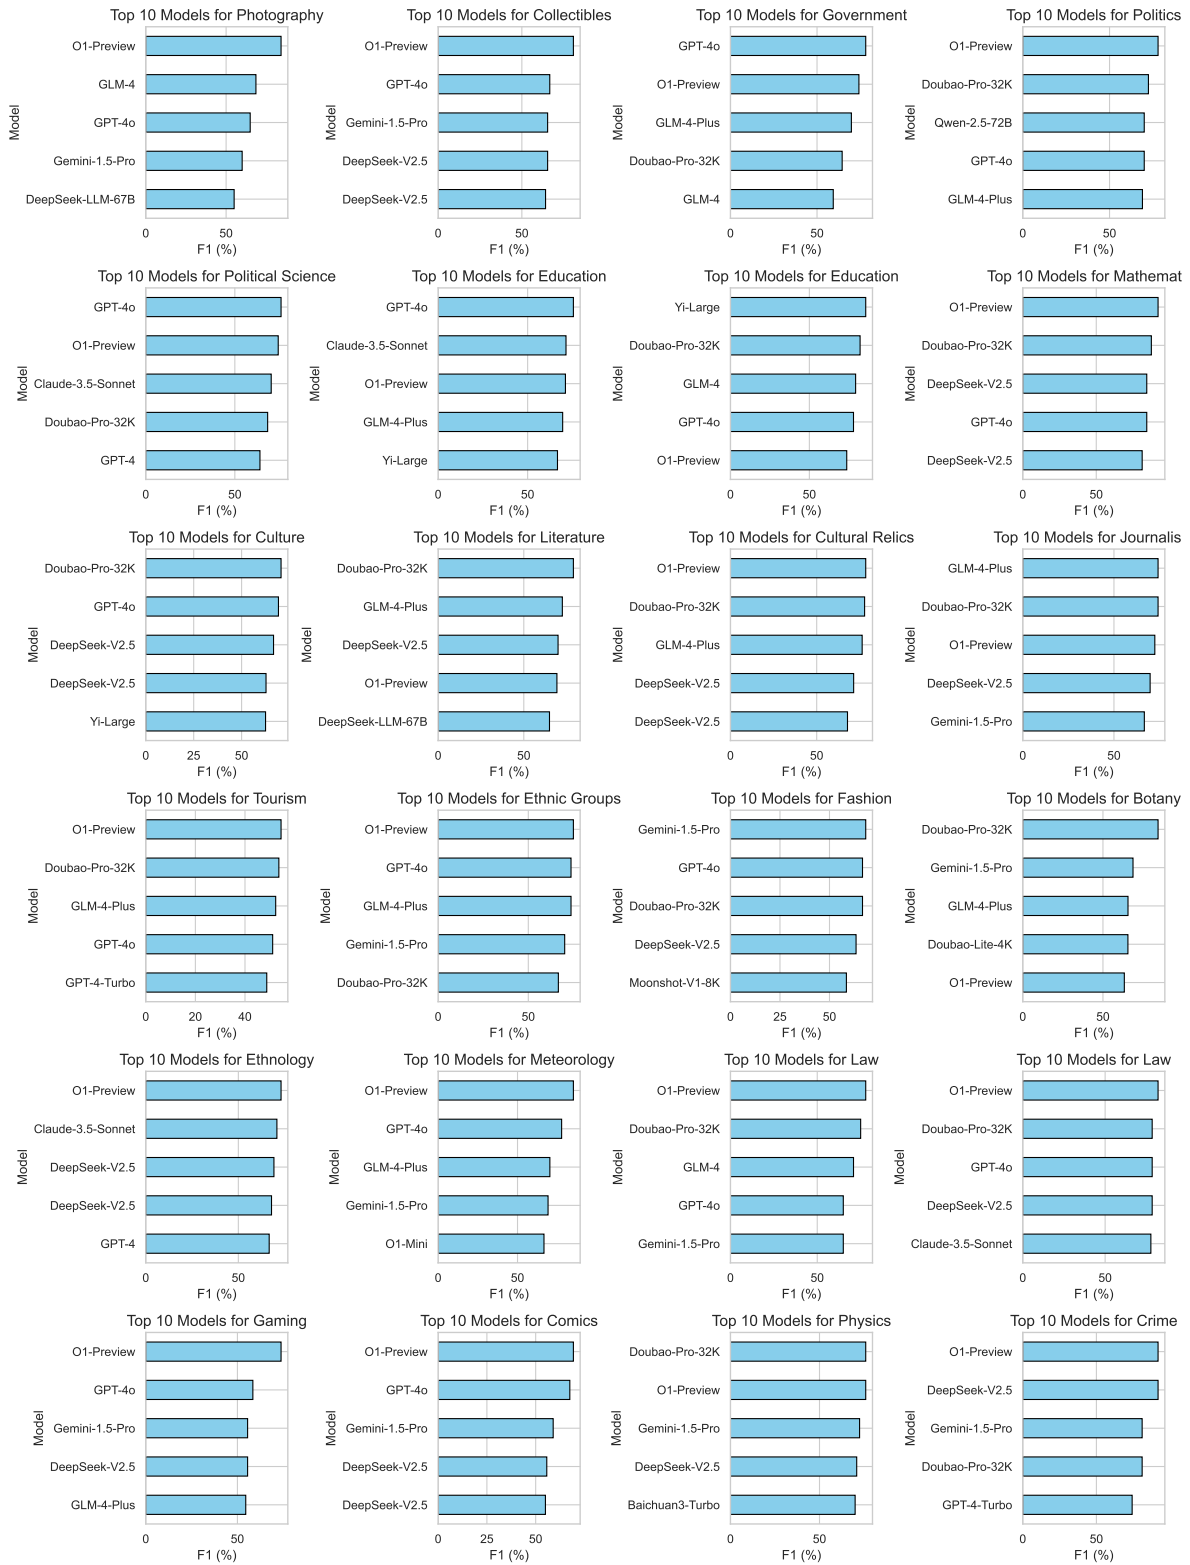 Top 10 Models for Photography
Model
O1-Preview
GLM-4
GPT-4o
Gemini-1.5-Pro
DeepSeek-LLM-67B
0 50
F1 (%)
Top 10 Models for Collectibles
Model
O1-Preview
GPT-4o
Gemini-1.5-Pro
DeepSeek-V2.5
DeepSeek-V2.5
0 50
F1 (%)
Top 10 Models for Government
Model
GPT-4o
O1-Preview
GLM-4-Plus
Doubao-Pro-32K
GLM-4
0 50
F1 (%)
Top 10 Models for Politics
Model
O1-Preview
Doubao-Pro-32K
Qwen-2.5-72B
GPT-4o
GLM-4-Plus
0 50
F1 (%)
Top 10 Models for Political Science
Model
GPT-4o
O1-Preview
Claude-3.5-Sonnet
Doubao-Pro-32K
GPT-4
0 50
F1 (%)
Top 10 Models for Education
Model
GPT-4o
Claude-3.5-Sonnet
O1-Preview
GLM-4-Plus
Yi-Large
0 50
F1 (%)
Top 10 Models for Education
Model
Yi-Large
Doubao-Pro-32K
GLM-4
GPT-4o
O1-Preview
0 50
F1 (%)
Top 10 Models for Mathemat
Model
O1-Preview
Doubao-Pro-32K
DeepSeek-V2.5
GPT-4o
DeepSeek-V2.5
0 50
F1 (%)
Top 10 Models for Culture
Model
Doubao-Pro-32K
GPT-4o
DeepSeek-V2.5
DeepSeek-V2.5
Yi-Large
0 25 50
F1 (%)
Top 10 Models for Literature
Model
Doubao-Pro-32K
GLM-4-Plus
DeepSeek-V2.5
O1-Preview
DeepSeek-LLM-67B
0 50
F1 (%)
Top 10 Models for Cultural Relics
Model
O1-Preview
Doubao-Pro-32K
GLM-4-Plus
DeepSeek-V2.5
DeepSeek-V2.5
0 50
F1 (%)
Top 10 Models for Journalis
Model
GLM-4-Plus
Doubao-Pro-32K
O1-Preview
DeepSeek-V2.5
Gemini-1.5-Pro
0 50
F1 (%)
Top 10 Models for Tourism
Model
O1-Preview
Doubao-Pro-32K
GLM-4-Plus
GPT-4o
GPT-4-Turbo
0 20 40
F1 (%)
Top 10 Models for Ethnic Groups
Model
O1-Preview
GPT-4o
GLM-4-Plus
Gemini-1.5-Pro
Doubao-Pro-32K
0 50
F1 (%)
Top 10 Models for Fashion
Model
Gemini-1.5-Pro
GPT-4o
Doubao-Pro-32K
DeepSeek-V2.5
Moonshot-V1-8K
0 25 50
F1 (%)
Top 10 Models for Botany
Model
Doubao-Pro-32K
Gemini-1.5-Pro
GLM-4-Plus
Doubao-Lite-4K
O1-Preview
0 50
F1 (%)
Top 10 Models for Ethnology
Model
O1-Preview
Claude-3.5-Sonnet
DeepSeek-V2.5
DeepSeek-V2.5
GPT-4
0 50
F1 (%)
Top 10 Models for Meteorology
Model
O1-Preview
GPT-4o
GLM-4-Plus
Gemini-1.5-Pro
O1-Mini
0 50
F1 (%)
Top 10 Models for Law
Model
O1-Preview
Doubao-Pro-32K
GLM-4
GPT-4o
Gemini-1.5-Pro
0 50
F1 (%)
Top 10 Models for Law
Model
O1-Preview
Doubao-Pro-32K
GPT-4o
DeepSeek-V2.5
Claude-3.5-Sonnet
0 50
F1 (%)
Top 10 Models for Gaming
Model
O1-Preview
GPT-4o
Gemini-1.5-Pro
DeepSeek-V2.5
GLM-4-Plus
0 50
F1 (%)
Top 10 Models for Comics
Model
O1-Preview
GPT-4o
Gemini-1.5-Pro
DeepSeek-V2.5
DeepSeek-V2.5
0 25 50
F1 (%)
Top 10 Models for Physics
Model
Doubao-Pro-32K
O1-Preview
Gemini-1.5-Pro
DeepSeek-V2.5
Baichuan3-Turbo
0 50
F1 (%)
Top 10 Models for Crime
Model
O1-Preview
DeepSeek-V2.5
Gemini-1.5-Pro
Doubao-Pro-32K
GPT-4-Turbo
0 50
F1 (%)